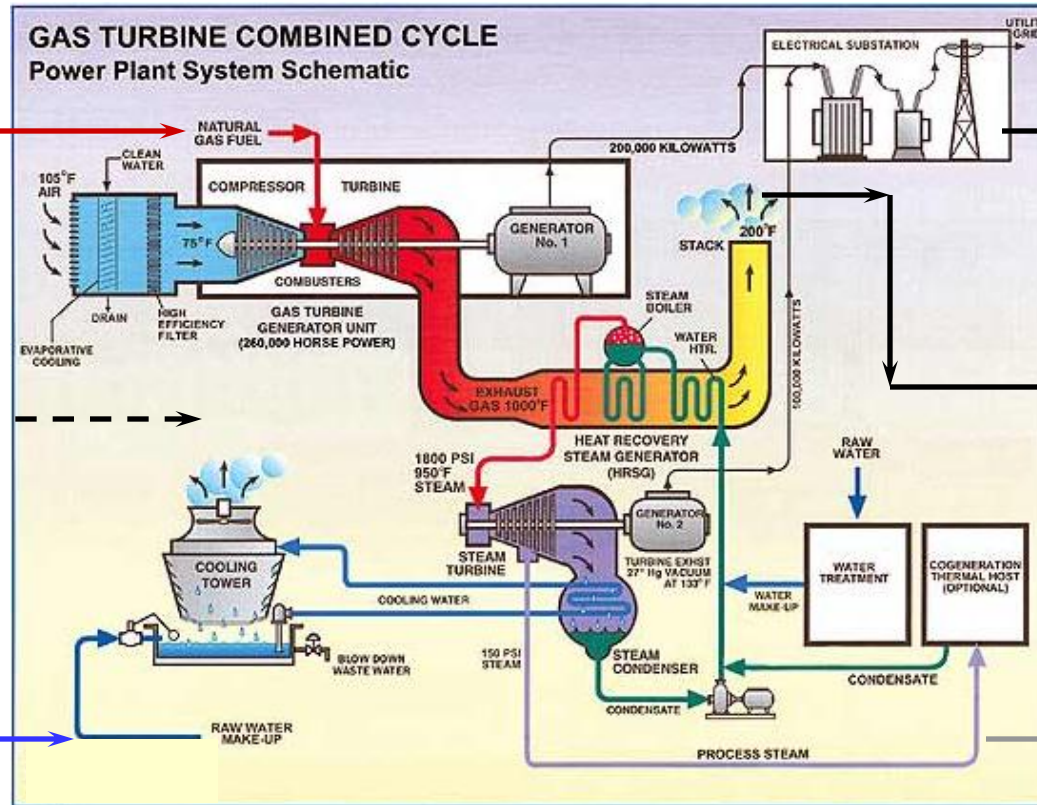 GAS TURBINE COMBINED CYCLE
Power Plant System Schematic
ELECTRICAL SUBSTATION
NATURAL
GAS FUEL
200,000 KILOWATTS
CLEAN
WATER
105°F
AIR
COMPRESSOR
TURBINE
75°F
GENERATOR
No. 1
STACK
200°F
COMBUSTERS
DRAIN
HIGH
EFFICIENCY
FILTER
EVAPORATIVE
COOLING
GAS TURBINE
GENERATOR UNIT
(260,000 HORSE POWER)
STEAM
BOILER
WATER
HTR.
EXHAUST
GAS 1000°F
HEAT RECOVERY
STEAM GENERATOR
(HRSG)
KILOWATTS
1800 PSI
950°F
STEAM
RAW
WATER
GENERATOR
No. 2
STEAM
TURBINE
TURBINE EXHST
27" Hg VACUUM
AT 133°F
COOLING
TOWER
COOLING WATER
WATER
TREATMENT
COGENERATION
THERMAL HOST
(OPTIONAL)
WATER
MAKE-UP
150 PSI
STEAM
STEAM
CONDENSER
BLOW DOWN
WASTE WATER
CONDENSATE
CONDENSATE
RAW WATER
MAKE-UP
PROCESS STEAM